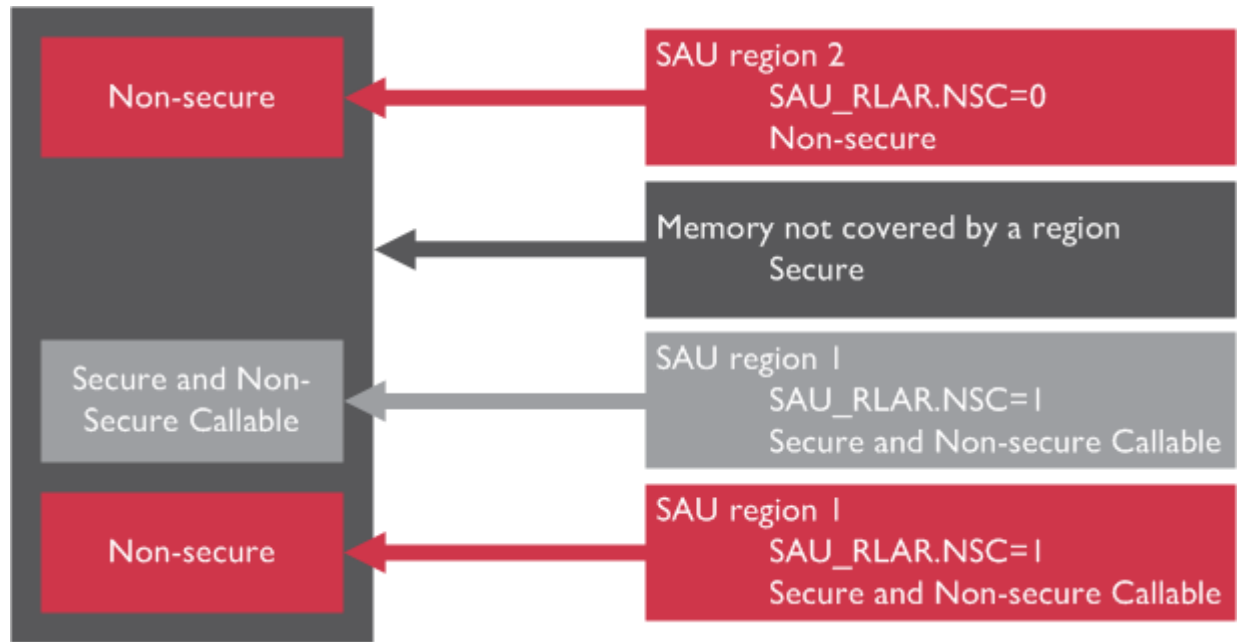 Non-secure
SAU region 2
SAU_RLAR.NSC=0
Non-secure
Memory not covered by a region
Secure
Secure and Non-
Secure Callable
SAU region 1
SAU_RLAR.NSC=1
Secure and Non-secure Callable
Non-secure
SAU region 1
SAU_RLAR.NSC=1
Secure and Non-secure Callable